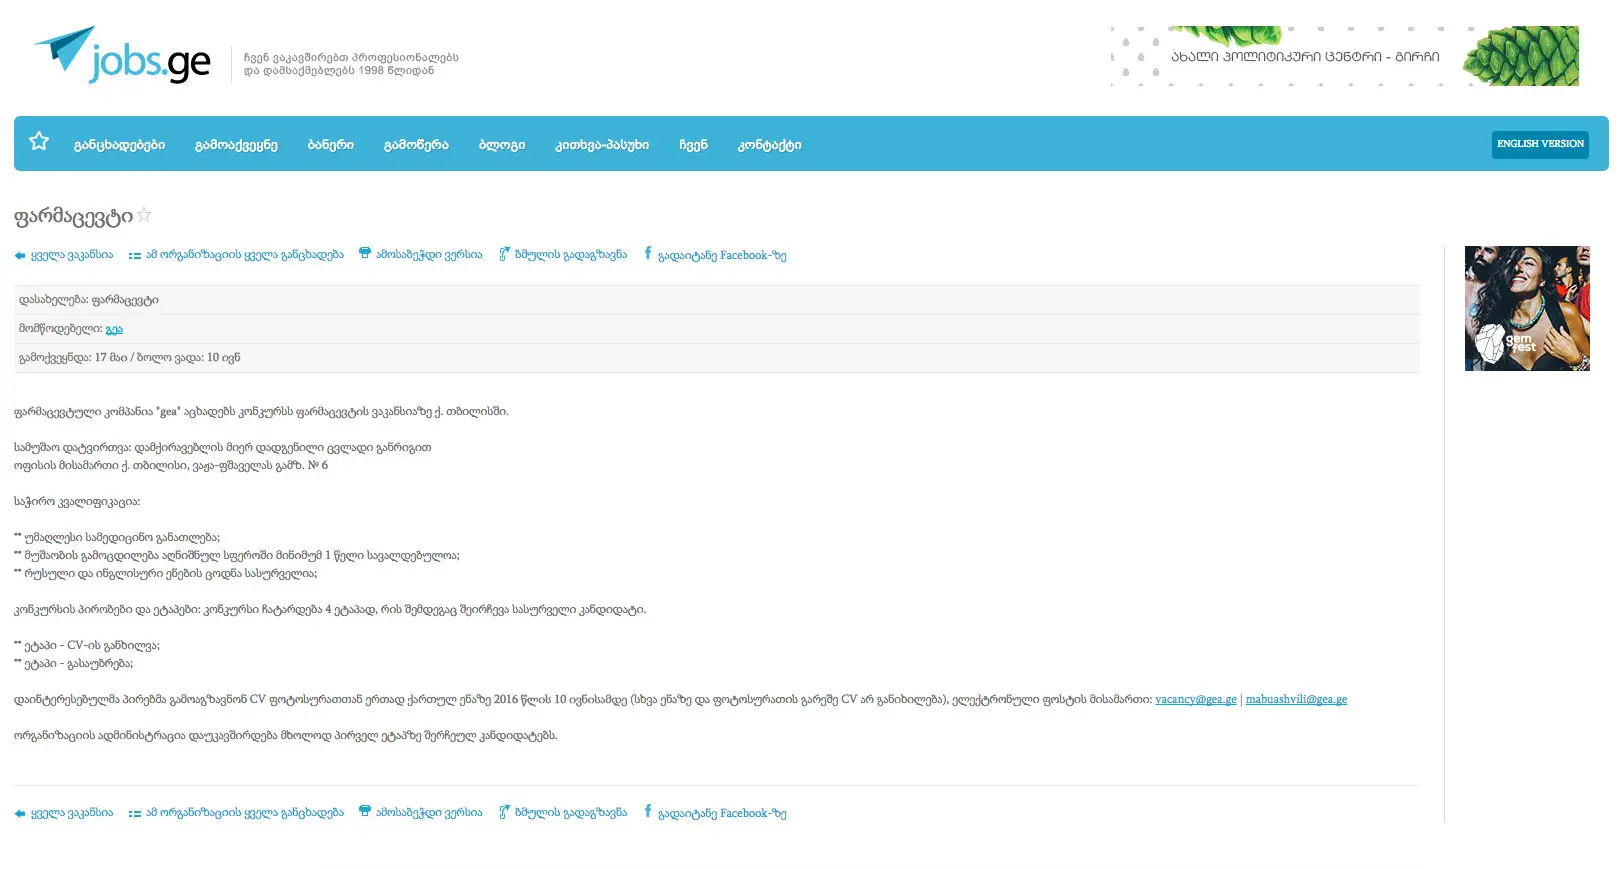 jobs.ge
ჩვენ ვაკავშირებთ პროფესიონალებს
და დამსაქმებლებს 1998 წლიდან
ახალი პოლიტიკური ცენტრი - გირჩი
განცხადებები გამოაქვეყნე ბანერი გამოწერა ბლოგი კითხვა-პასუხი ჩვენ კონტაქტი ENGLISH VERSION
ფარმაცევტი
ყველა ვაკანსია ამ ორგანიზაციის ყველა განცხადება ამოსაბეჭდი ვერსია ბმულის გადაგზავნა გადაიტანე Facebook-ზე
დასახელება: ფარმაცევტი
მომწოდებელი: გეა
გამოქვეყნდა: 17 მაი / ბოლო ვადა: 10 ივნ
gem
fest
ფარმაცევტული კომპანია "gea" აცხადებს კონკურსს ფარმაცევტის ვაკანსიაზე ქ. თბილისში.
სამუშაო დატვირთვა: დამქირავებლის მიერ დადგენილი ცვლადი განრიგით
ოფისის მისამართი ქ. თბილისი, ვაჟა-ფშაველას გამზ. № 6
საჭირო კვალიფიკაცია:
** უმაღლესი სამედიცინო განათლება;
** მუშაობის გამოცდილება აღნიშნულ სფეროში მინიმუმ 1 წელი სავალდებულოა;
** რუსული და ინგლისური ენების ცოდნა სასურველია;
კონკურსის პირობები და ეტაპები: კონკურსი ჩატარდება 4 ეტაპად, რის შემდეგაც შეირჩევა სასურველი კანდიდატი.
** ეტაპი - CV-ის განხილვა;
** ეტაპი - გასაუბრება;
დაინტერესებულმა პირებმა გამოაგზავნონ CV ფოტოსურათთან ერთად ქართულ ენაზე 2016 წლის 10 ივნისამდე (სხვა ენაზე და ფოტოსურათის გარეშე CV არ განიხილება), ელექტრონული ფოსტის მისამართი: vacancy@gea.ge | mabuashvili@gea.ge
ორგანიზაციის ადმინისტრაცია დაუკავშირდება მხოლოდ პირველ ეტაპზე შერჩეულ კანდიდატებს.
ყველა ვაკანსია ამ ორგანიზაციის ყველა განცხადება ამოსაბეჭდი ვერსია ბმულის გადაგზავნა გადაიტანე Facebook-ზე